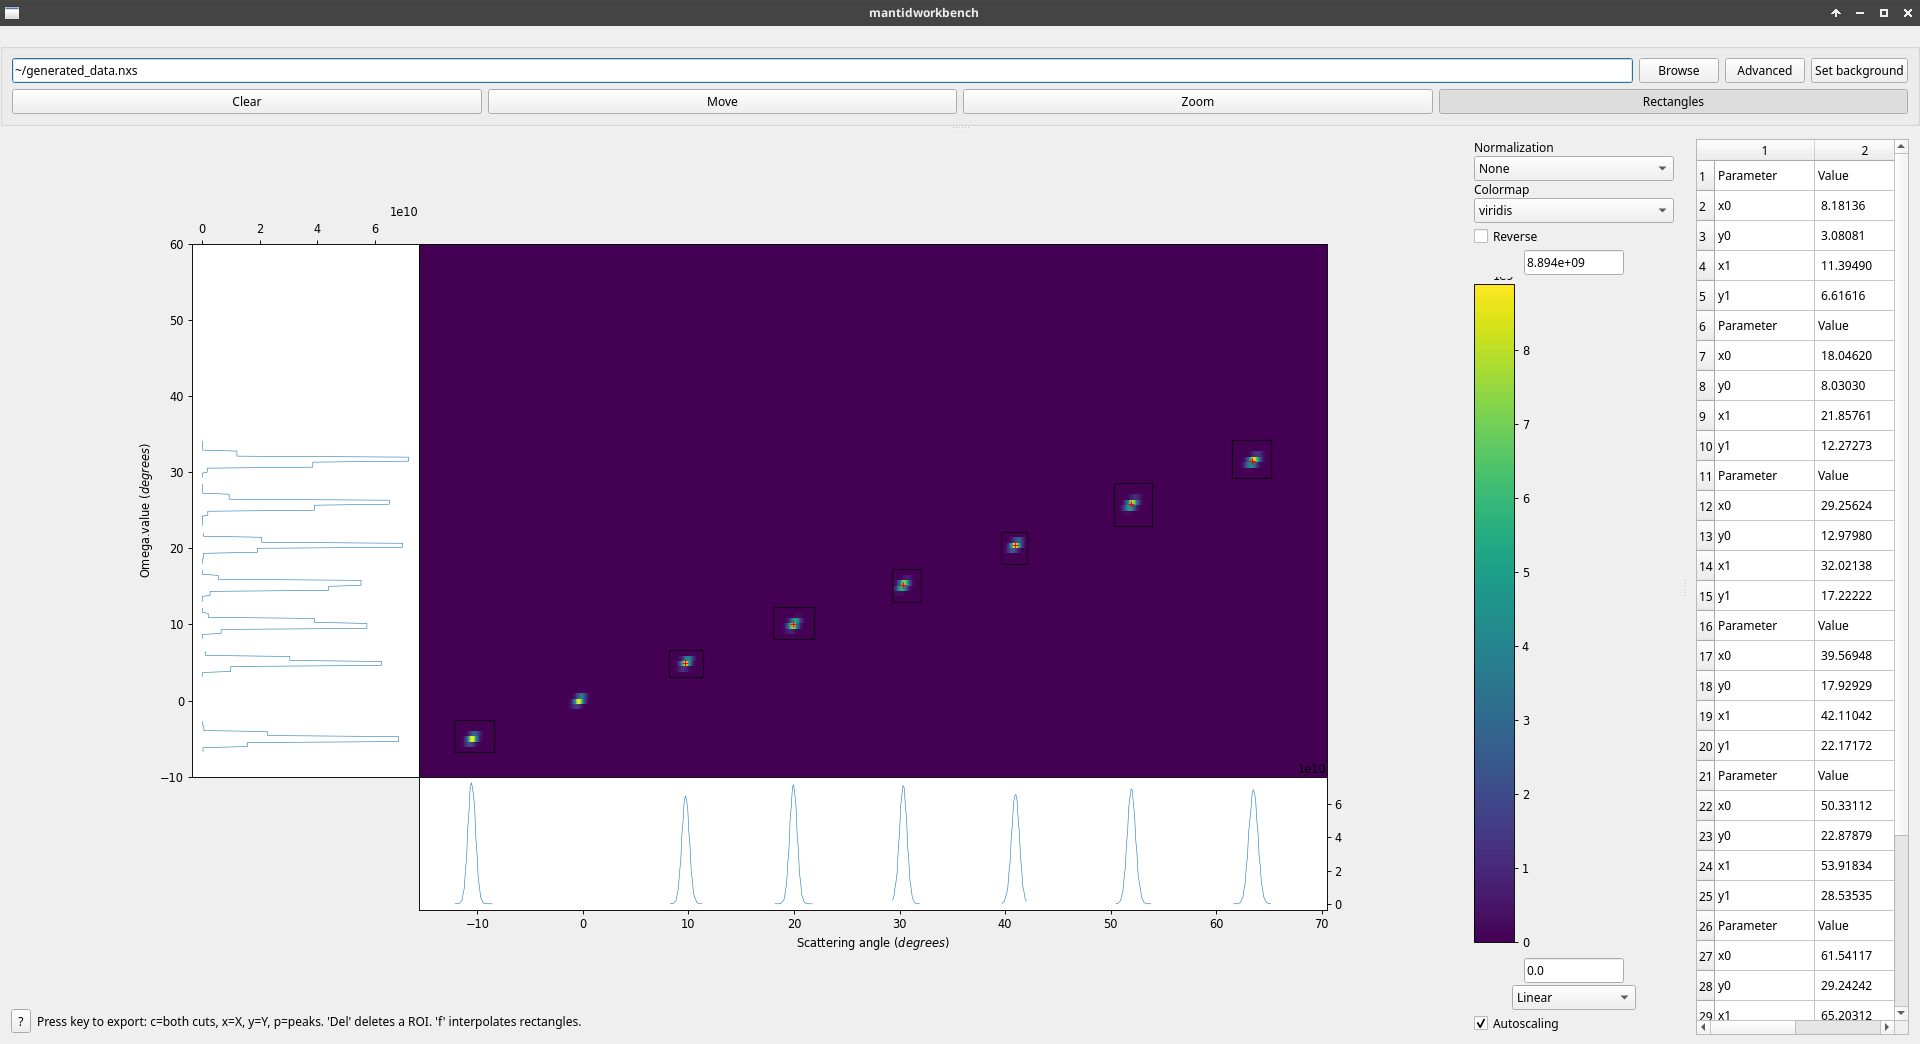 mantidworkbench
~/generated_data.nxs
Browse
Advanced
Set background
Clear
Move
Zoom
Rectangles
1e10
0 2 4 6
60
50
40
30
20
10
0
−10
Omega.value (degrees)
1e10
6
4
2
0
−10 0 10 20 30 40 50 60 70
Scattering angle (degrees)
Normalization
None
Colormap
viridis
Reverse
8.894e+09
8
7
6
5
4
3
2
1
0
0.0
Linear
Autoscaling
1 2
1 Parameter Value
2 x0 8.18136
3 y0 3.08081
4 x1 11.39490
5 y1 6.61616
6 Parameter Value
7 x0 18.04620
8 y0 8.03030
9 x1 21.85761
10 y1 12.27273
11 Parameter Value
12 x0 29.25624
13 y0 12.97980
14 x1 32.02138
15 y1 17.22222
16 Parameter Value
17 x0 39.56948
18 y0 17.92929
19 x1 42.11042
20 y1 22.17172
21 Parameter Value
22 x0 50.33112
23 y0 22.87879
24 x1 53.91834
25 y1 28.53535
26 Parameter Value
27 x0 61.54117
28 y0 29.24242
29 x1 65.20312
? Press key to export: c=both cuts, x=X, y=Y, p=peaks. 'Del' deletes a ROI. 'f' interpolates rectangles.